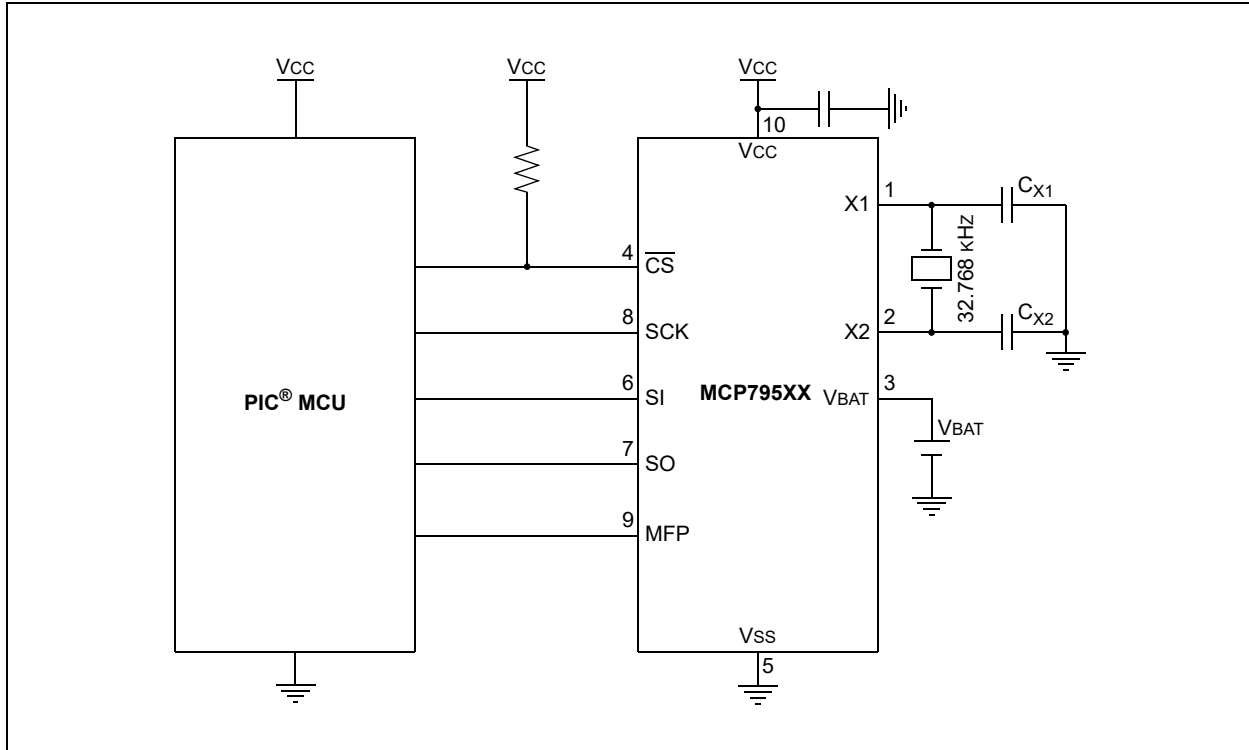 VCC
VCC
VCC
10
VCC
1
X1
CX1
32.768 KHZ
4
CS
8
SCK
2
X2
CX2
PIC® MCU
6
SI
MCP795XX
3
VBAT
VBAT
7
SO
9
MFP
VSS
5